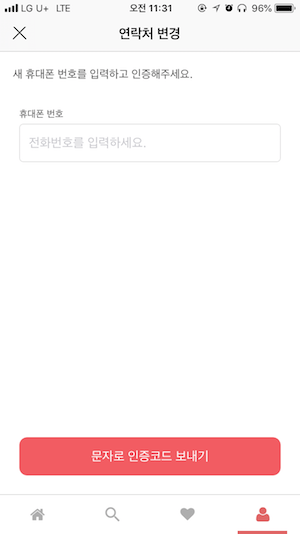 LG U+ LTE 오전 11:31 96%
연락처 변경
새 휴대폰 번호를 입력하고 인증해주세요.
휴대폰 번호
전화번호를 입력하세요.
문자로 인증코드 보내기